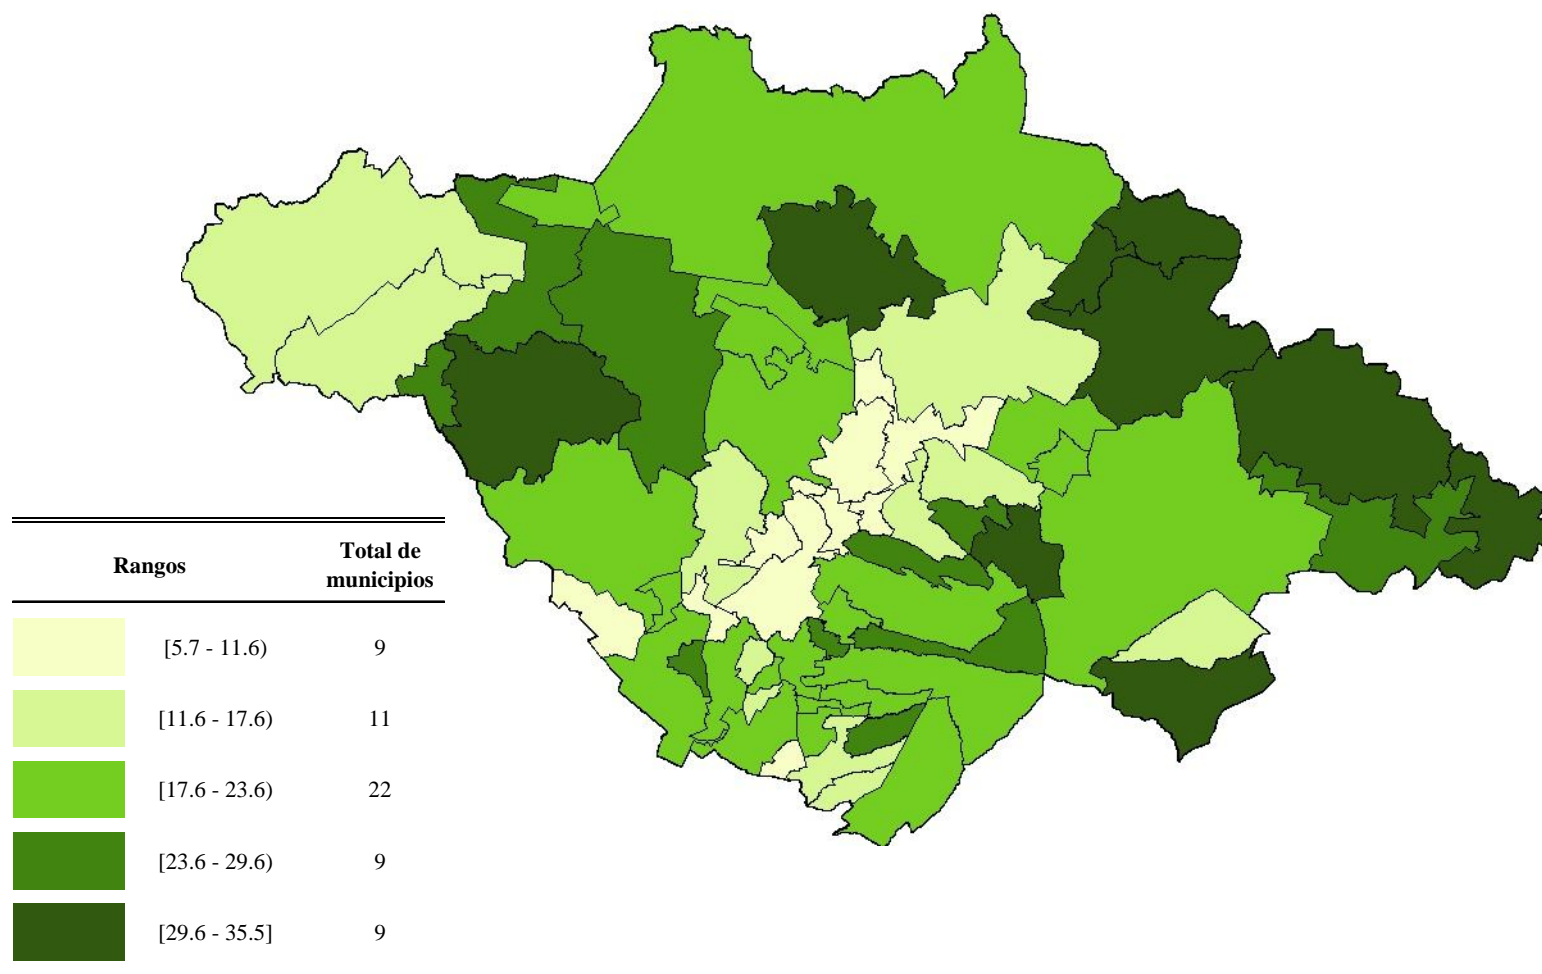 Rangos Total de
municipios
[5.7 - 11.6) 9
[11.6 - 17.6) 11
[17.6 - 23.6) 22
[23.6 - 29.6) 9
[29.6 - 35.5] 9